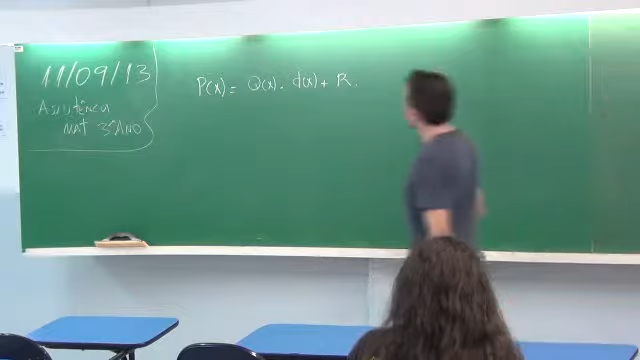 11/09/13
Assistência
MAT 3º ANO
P(x) = Q(x) . d(x) + R.